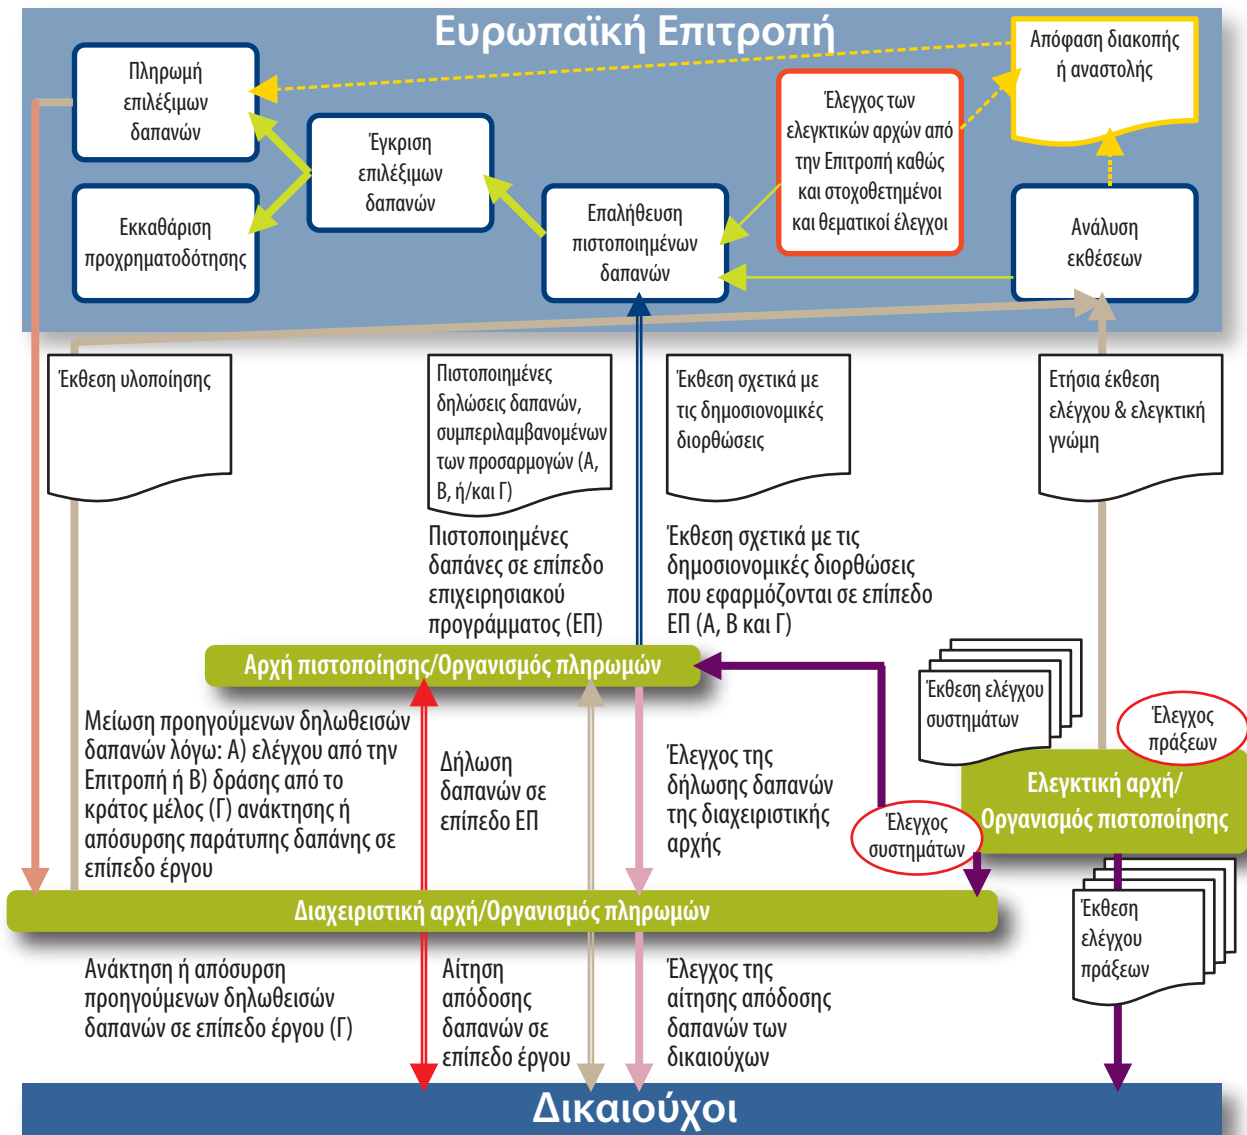 Ευρωπαϊκή Επιτροπή
Πληρωμή
επιλέξιμων
δαπανών
Εκκαθάριση
προχρηματοδότησης
Έγκριση
επιλέξιμων
δαπανών
Επαλήθευση
πιστοποιημένων
δαπανών
Έλεγχος των
ελεγκτικών αρχών από
την Επιτροπή καθώς
και στοχοθετημένοι
και θεματικοί έλεγχοι
Απόφαση διακοπής
ή αναστολής
Ανάλυση
εκθέσεων
Έκθεση υλοποίησης
Πιστοποιημένες
δηλώσεις δαπανών,
συμπεριλαμβανομένων
των προσαρμογών (Α,
Β, ή/και Γ)
Έκθεση σχετικά με
τις δημοσιονομικές
διορθώσεις
Ετήσια έκθεση
ελέγχου & ελεγκτική
γνώμη
Πιστοποιημένες
δαπάνες σε επίπεδο
επιχειρησιακού
προγράμματος (ΕΠ)
Έκθεση σχετικά με τις
δημοσιονομικές διορθώσεις
που εφαρμόζονται σε επίπεδο
ΕΠ (Α, Β και Γ)
Αρχή πιστοποίησης/Οργανισμός πληρωμών
Έκθεση ελέγχου
συστημάτων
Έλεγχος
πράξεων
Μείωση προηγούμενων δηλωθεισών
δαπανών λόγω: Α) ελέγχου από την
Επιτροπή ή Β) δράσης από το
κράτος μέλος (Γ) ανάκτησης ή
απόσυρσης παράτυπης δαπάνης σε
επίπεδο έργου
Δήλωση
δαπανών σε
επίπεδο ΕΠ
Έλεγχος της
δήλωσης δαπανών
της διαχειριστικής
αρχής
Ελεγκτική αρχή/
Οργανισμός πιστοποίησης
Έλεγχος
συστημάτων
Διαχειριστική αρχή/Οργανισμός πληρωμών
Έκθεση
ελέγχου
πράξεων
Ανάκτηση ή απόσυρση
προηγούμενων δηλωθεισών
δαπανών σε επίπεδο έργου (Γ)
Αίτηση
απόδοσης
δαπανών σε
επίπεδο έργου
Έλεγχος της
αίτησης απόδοσης
δαπανών των
δικαιούχων
Δικαιούχοι